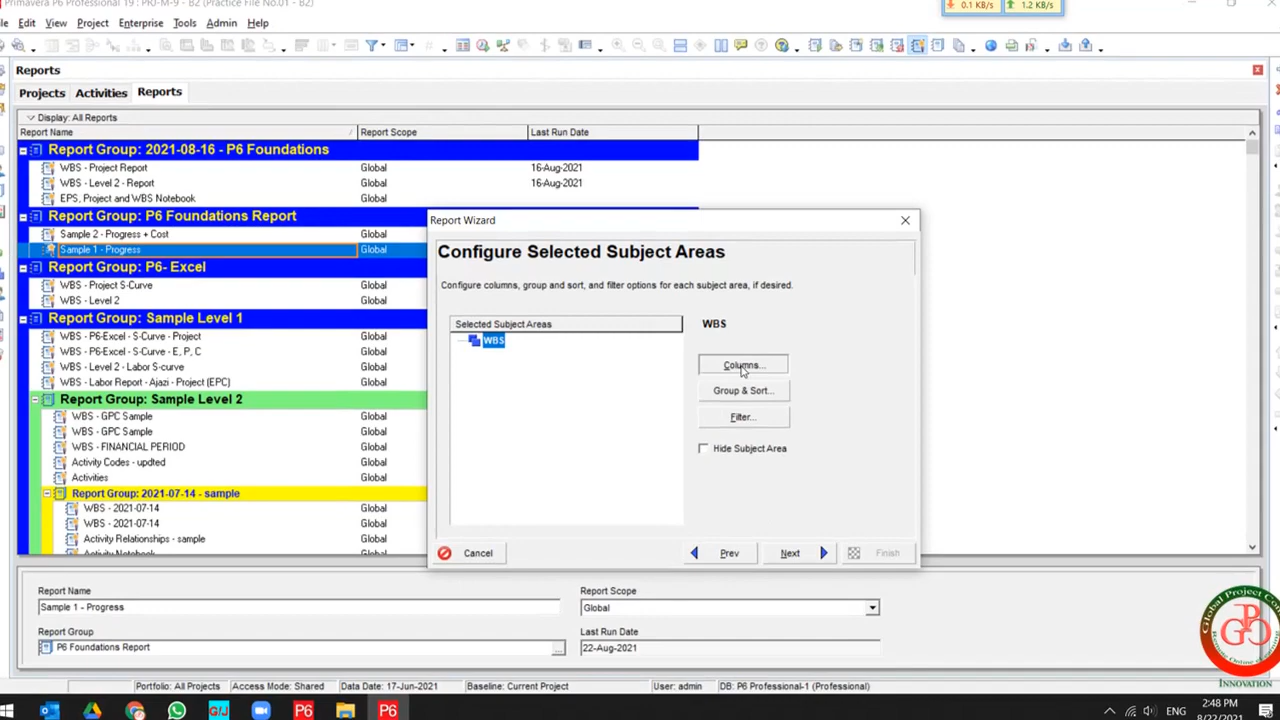 Primavera P6 Professional 19 : PRJ-M-9 - B2 (Practice File No.01 - B2)
0.1 KB/s 1.2 KB/s
Edit View Project Enterprise Tools Admin Help
Reports
Projects Activities Reports
Display: All Reports
Report Name Report Scope Last Run Date
Report Group: 2021-08-16 - P6 Foundations
WBS - Project Report Global 16-Aug-2021
WBS - Level 2 - Report Global 16-Aug-2021
EPS, Project and WBS Notebook Global
Report Group: P6 Foundations Report
Sample 2 - Progress + Cost Global
Sample 1 - Progress Global
Report Group: P6- Excel
WBS - Project S-Curve Global
WBS - Level 2 Global
Report Group: Sample Level 1
WBS - P6-Excel - S-Curve - Project Global
WBS - P6-Excel - S-Curve - E, P, C Global
WBS - Level 2 - Labor S-Curve Global
WBS - Labor Report - Ajazi - Project (EPC) Global
Report Group: Sample Level 2
WBS - GPC Sample Global
WBS - GPC Sample Global
WBS - FINANCIAL PERIOD Global
Activity Codes - updted Global
Activities Global
Report Group: 2021-07-14 - sample
WBS - 2021-07-14 Global
WBS - 2021-07-14 Global
Activity Relationships - sample Global
Activity Notebook Global
Report Wizard
Configure Selected Subject Areas
Configure columns, group and sort, and filter options for each subject area, if desired.
Selected Subject Areas
WBS
WBS
Columns...
Group & Sort...
Filter...
Hide Subject Area
Cancel Prev Next Finish
Report Name Report Scope
Sample 1 - Progress Global
Report Group Last Run Date
P6 Foundations Report ... 22-Aug-2021
Portfolio: All Projects Access Mode: Shared Data Date: 17-Jun-2021 Baseline: Current Project User: admin DB: P6 Professional-1 (Professional)
GPC
INNOVATION
G/J P6 P6 ENG 2:48 PM
8/22/2021